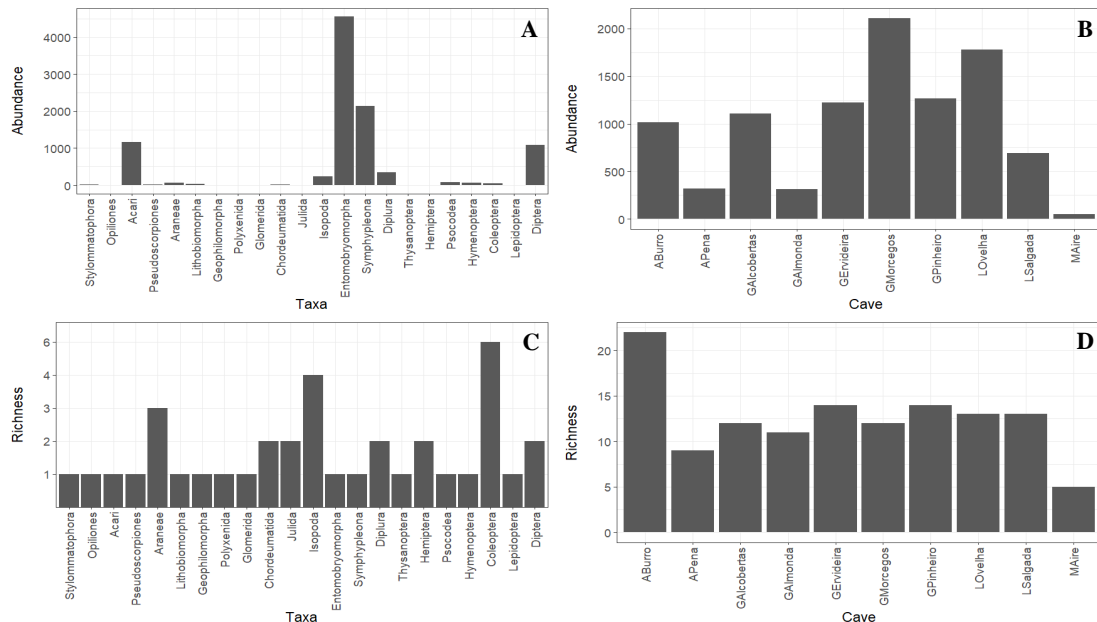 A
Abundance
4000
3000
2000
1000
0
Stylommatophora
Opiliones
Acari
Pseudoscorpiones
Araneae
Lithobiomorpha
Geophilomorpha
Polyxenida
Glomerida
Chordeumatida
Julida
Isopoda
Entomobryomorpha
Symphypleona
Diplura
Thysanoptera
Hemiptera
Psocodea
Hymenoptera
Coleoptera
Lepidoptera
Diptera
Taxa
B
Abundance
2000
1500
1000
500
0
ABurro
APena
GAlcobertas
GAlmonda
GErvideira
GMorcegos
GPinheiro
LOvelha
LSalgada
MAire
Cave
C
Richness
6
4
3
2
1
Stylommatophora
Opiliones
Acari
Pseudoscorpiones
Araneae
Lithobiomorpha
Geophilomorpha
Polyxenida
Glomerida
Chordeumatida
Julida
Isopoda
Entomobryomorpha
Symphypleona
Diplura
Thysanoptera
Hemiptera
Psocodea
Hymenoptera
Coleoptera
Lepidoptera
Diptera
Taxa
D
Richness
20
15
10
5
0
ABurro
APena
GAlcobertas
GAlmonda
GErvideira
GMorcegos
GPinheiro
LOvelha
LSalgada
MAire
Cave